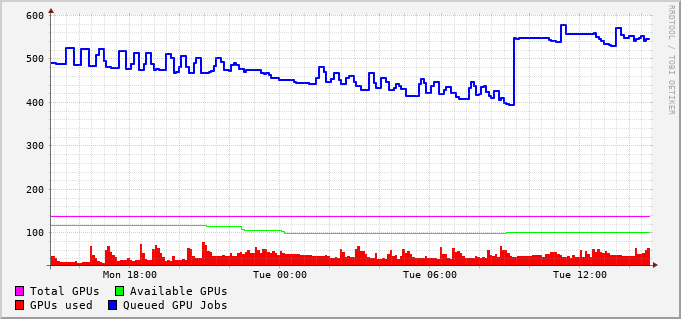 600
500
400
300
200
100
Mon 18:00 Tue 00:00 Tue 06:00 Tue 12:00
Total GPUs Available GPUs
GPUs used Queued GPU Jobs
RRDTOOL / TOBI OETIKER